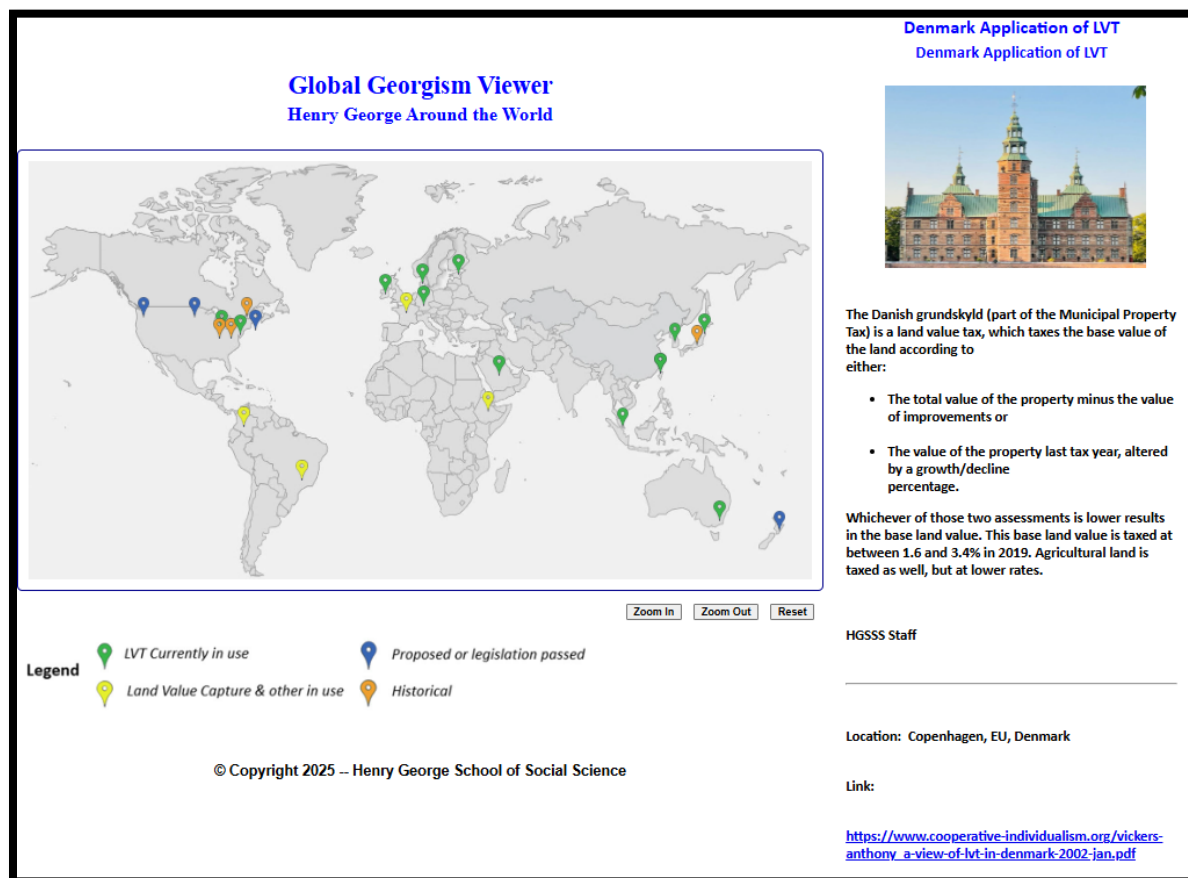 Global Georgism Viewer
Henry George Around the World
Zoom In Zoom Out Reset
Legend
LVT Currently in use
Proposed or legislation passed
Land Value Capture & other in use
Historical
© Copyright 2025 -- Henry George School of Social Science
Denmark Application of LVT
Denmark Application of LVT
The Danish grundskyld (part of the Municipal Property
Tax) is a land value tax, which taxes the base value of
the land according to
either:
• The total value of the property minus the value
of improvements or
• The value of the property last tax year, altered
by a growth/decline
percentage.
Whichever of those two assessments is lower results
in the base land value. This base land value is taxed at
between 1.6 and 3.4% in 2019. Agricultural land is
taxed as well, but at lower rates.
HGSSS Staff
Location: Copenhagen, EU, Denmark
Link:
https://www.cooperative-individualism.org/vickers-
anthony_a-view-of-lvt-in-denmark-2002-jan.pdf